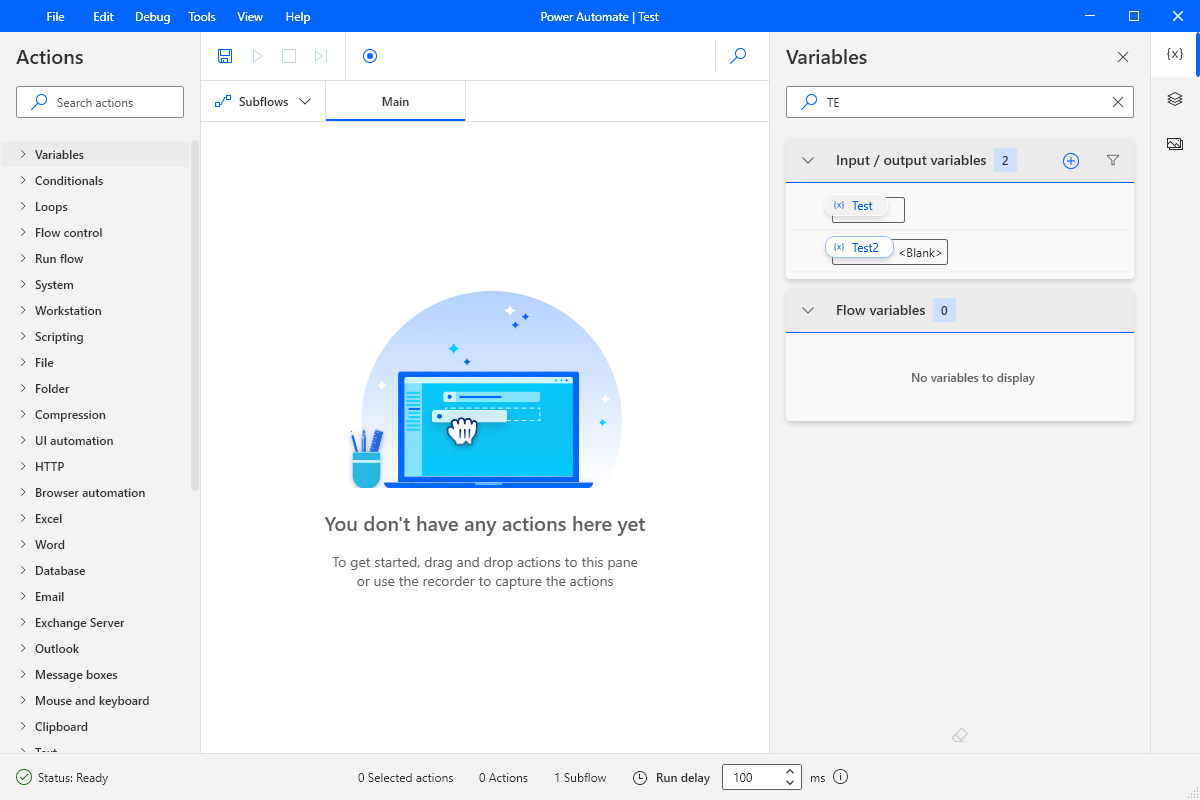 File Edit Debug Tools View Help
Power Automate | Test
Actions
Search actions
Variables
Conditionals
Loops
Flow control
Run flow
System
Workstation
Scripting
File
Folder
Compression
UI automation
HTTP
Browser automation
Excel
Word
Database
Email
Exchange Server
Outlook
Message boxes
Mouse and keyboard
Clipboard
Text
Subflows
Main
You don't have any actions here yet
To get started, drag and drop actions to this pane
or use the recorder to capture the actions
Variables
TE
Input / output variables 2
(x) Test
(x) Test2 <Blank>
Flow variables 0
No variables to display
{x}
Status: Ready
0 Selected actions
0 Actions
1 Subflow
Run delay
100
ms